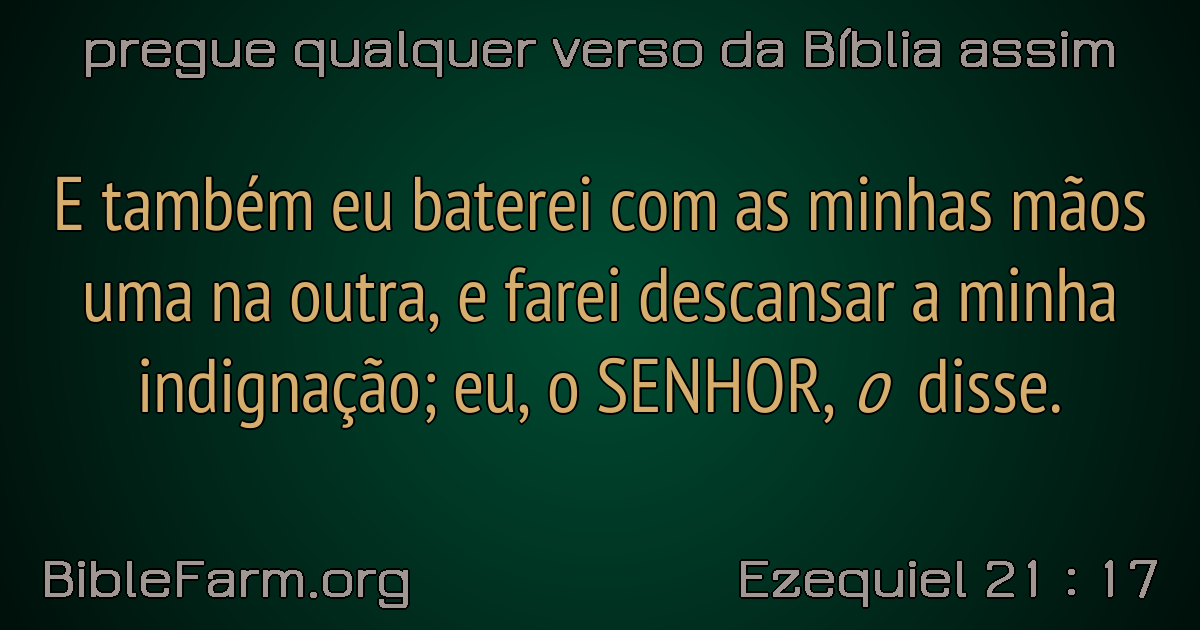 pregue qualquer verso da Bíblia assim
E também eu baterei com as minhas mãos
uma na outra, e farei descansar a minha
indignação; eu, o SENHOR, o disse.
BibleFarm.org
Ezequiel 21 : 17